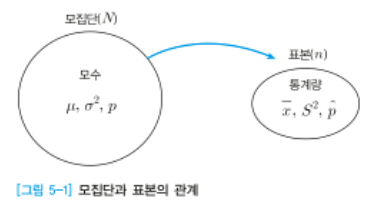 모집단(N)
모수
μ, σ², p
표본(n)
통계량
x̄, S², p̂
[그림 5-1] 모집단과 표본의 관계